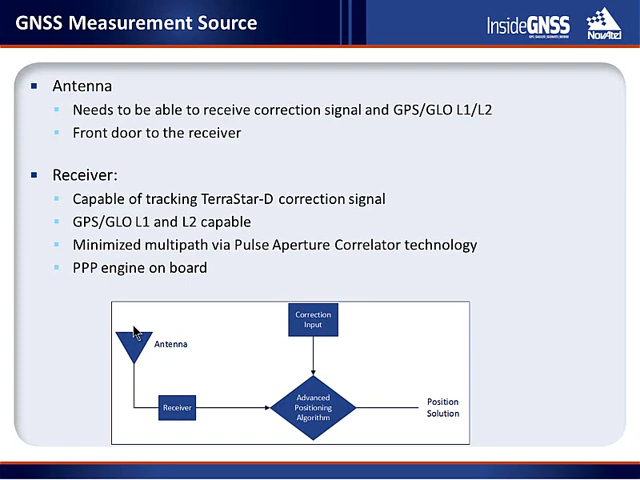 GNSS Measurement Source
InsideGNSS
NovAtel
Antenna
Needs to be able to receive correction signal and GPS/GLO L1/L2
Front door to the receiver
Receiver:
Capable of tracking TerraStar-D correction signal
GPS/GLO L1 and L2 capable
Minimized multipath via Pulse Aperture Correlator technology
PPP engine on board
Correction
Input
Antenna
Receiver
Advanced
Positioning
Algorithm
Position
Solution